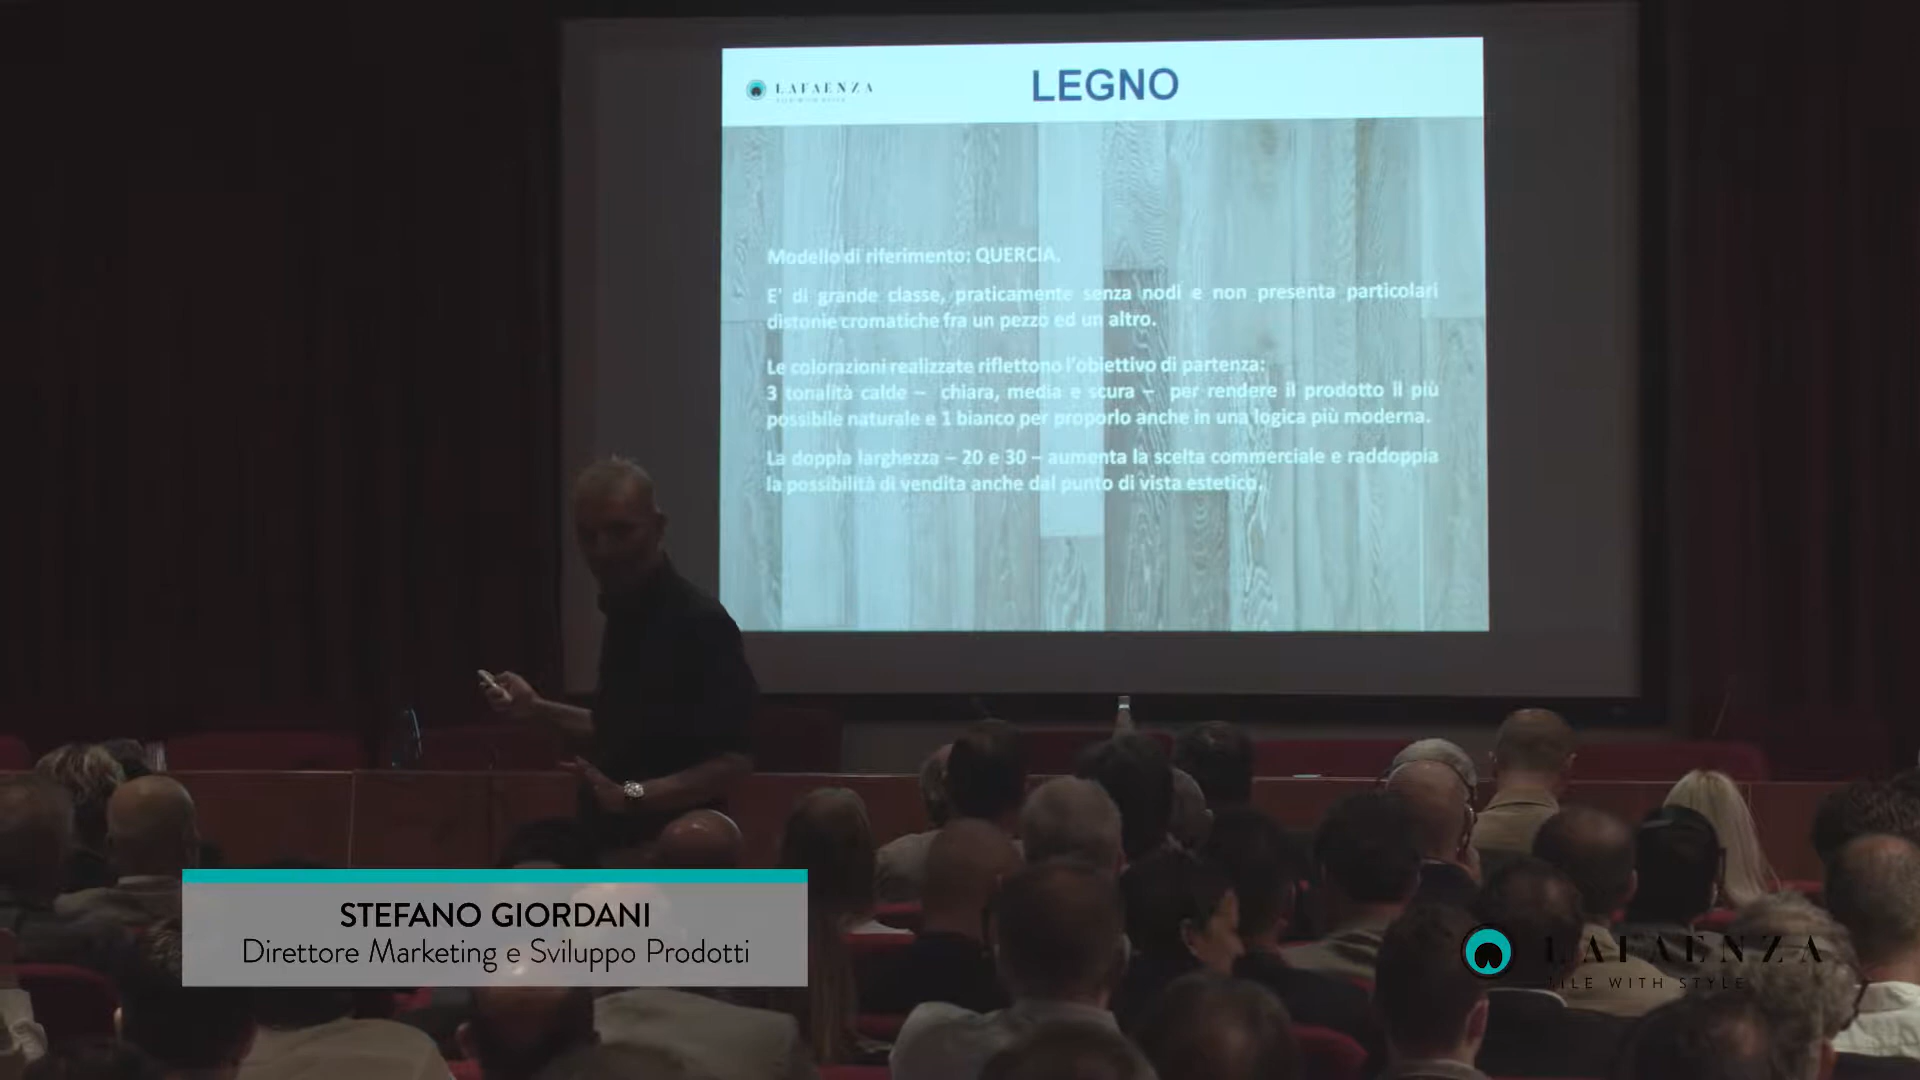 LAFAENZA
LEGNO
Modello di riferimento: QUERCIA.
E' di grande classe, praticamente senza nodi e non presenta particolari
distonie cromatiche fra un pezzo ed un altro.
Le colorazioni realizzate riflettono l'obiettivo di partenza:
3 tonalità calde – chiara, media e scura – per rendere il prodotto il più
possibile naturale e 1 bianco per proporlo anche in una logica più moderna.
La doppia larghezza – 20 e 30 – aumenta la scelta commerciale e raddoppia
la possibilità di vendita anche dal punto di vista estetico.
STEFANO GIORDANI
Direttore Marketing e Sviluppo Prodotti
LAFAENZA
TILE WITH STYLE